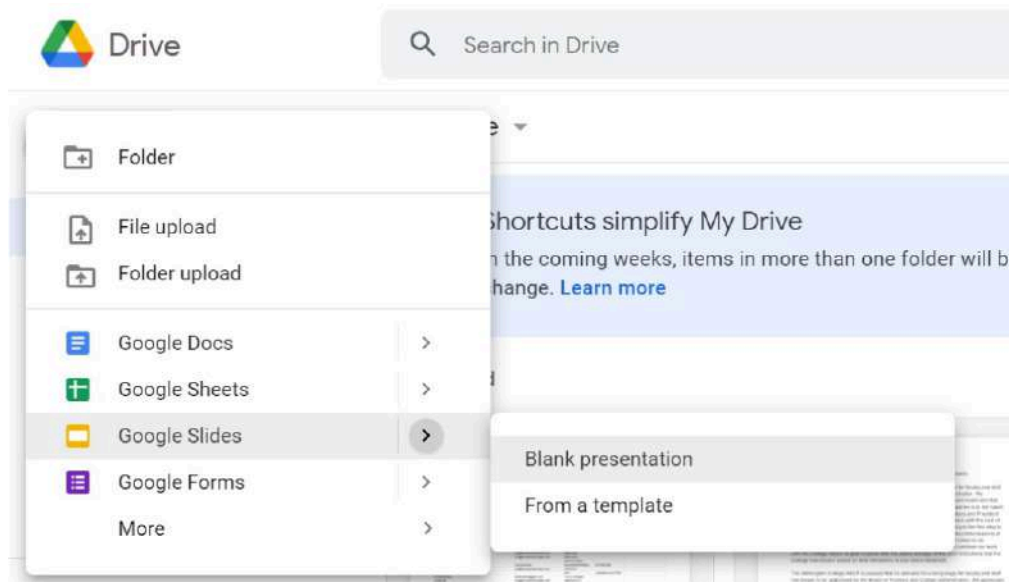 Drive
Search in Drive
e
Folder
Shortcuts simplify My Drive
File upload
n the coming weeks, items in more than one folder will b
Folder upload
hange. Learn more
Google Docs
Google Sheets
d
Google Slides
Blank presentation
Google Forms
From a template
More